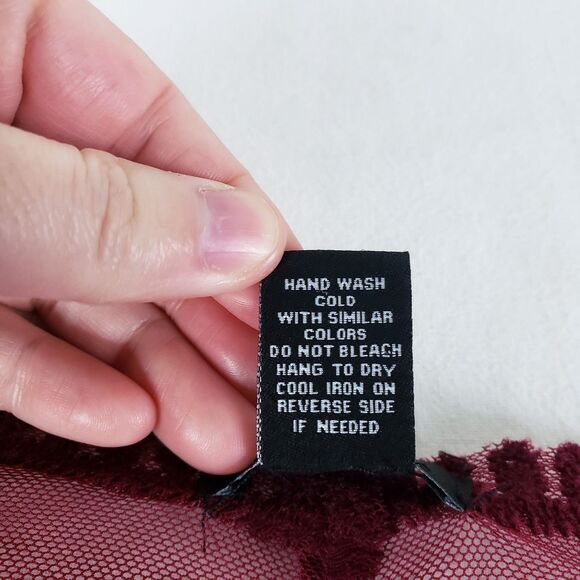 HAND WASH
COLD
WITH SIMILAR
COLORS
DO NOT BLEACH
HANG TO DRY
COOL IRON ON
REVERSE SIDE
IF NEEDED